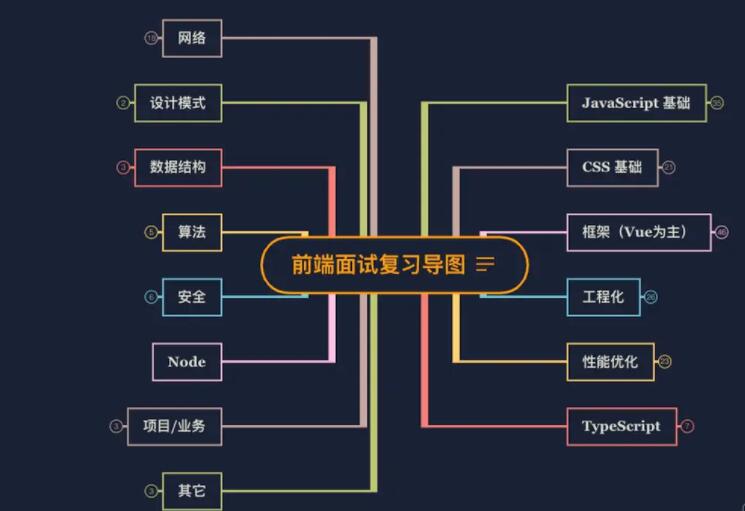 前端面试复习导图
JavaScript 基础
35
CSS 基础
21
框架（Vue为主）
46
工程化
26
性能优化
23
TypeScript
7
网络
设计模式
2
数据结构
3
算法
5
安全
6
Node
项目/业务
3
其它
3